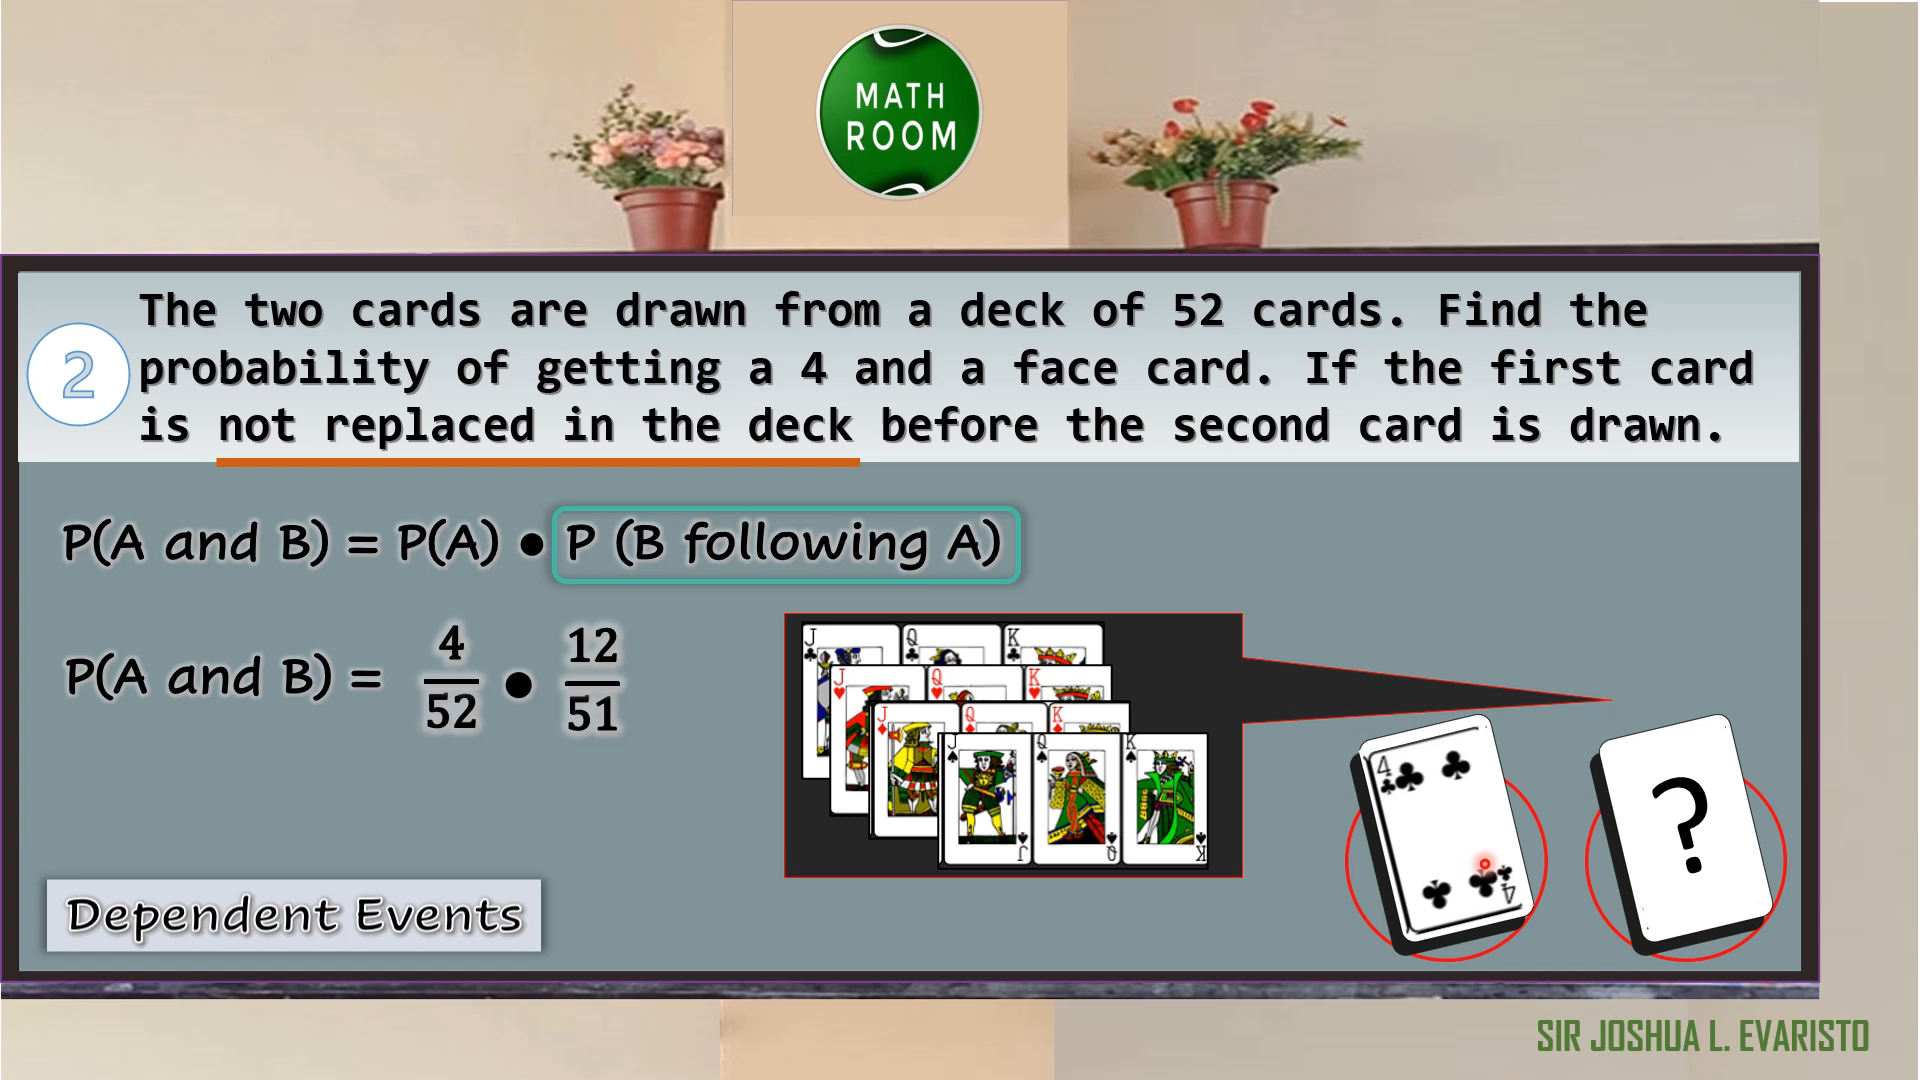 MATH
ROOM
2
The two cards are drawn from a deck of 52 cards. Find the
probability of getting a 4 and a face card. If the first card
is not replaced in the deck before the second card is drawn.
P(A and B) = P(A) • P (B following A)
P(A and B) = 4/52 • 12/51
J Q K
J Q K
J Q K
J Q K
J Q K
4
4
?
Dependent Events
SIR JOSHUA L. EVARISTO